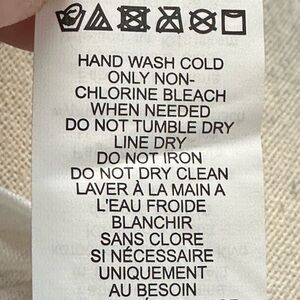 HAND WASH COLD
ONLY NON-
CHLORINE BLEACH
WHEN NEEDED
DO NOT TUMBLE DRY
LINE DRY
DO NOT IRON
DO NOT DRY CLEAN
LAVER À LA MAIN A
L'EAU FROIDE
BLANCHIR
SANS CLORE
SI NÉCESSAIRE
UNIQUEMENT
AU BESOIN